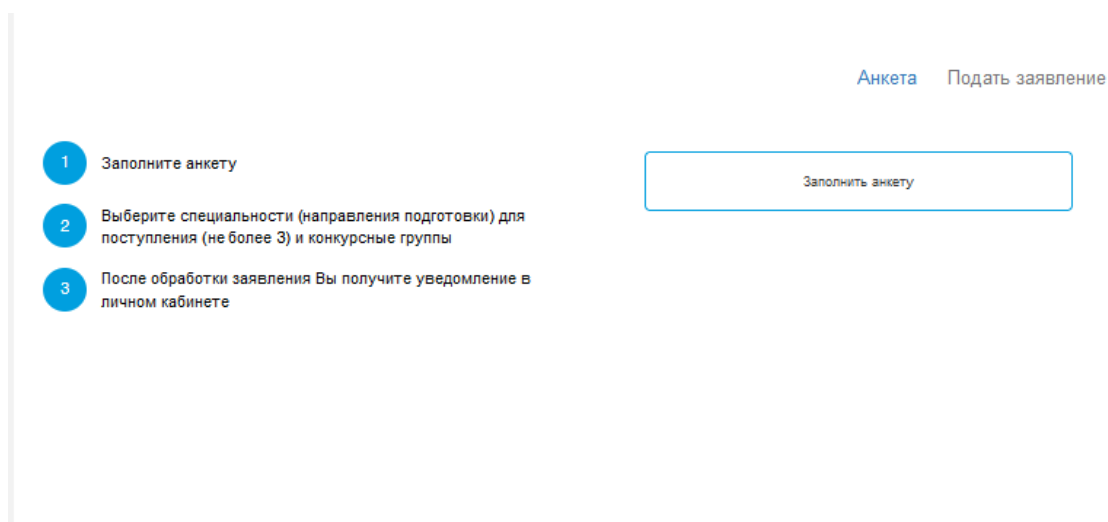 Анкета Подать заявление
1 Заполните анкету
Заполнить анкету
2 Выберите специальности (направления подготовки) для
поступления (не более 3) и конкурсные группы
3 После обработки заявления Вы получите уведомление в
личном кабинете